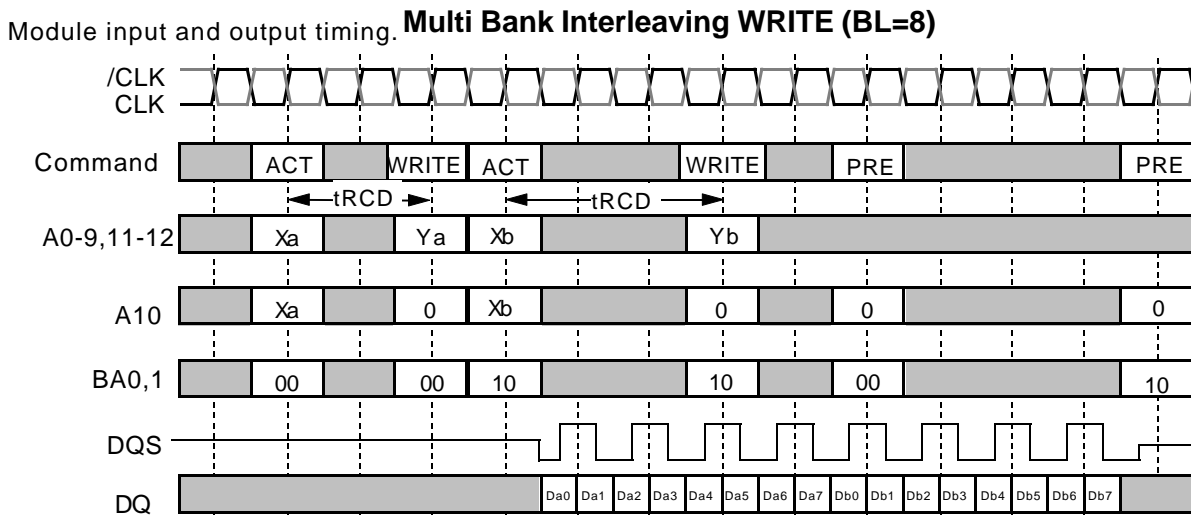 Module input and output timing. Multi Bank Interleaving WRITE (BL=8)
/CLK
CLK
Command ACT WRITE ACT WRITE PRE PRE
tRCD tRCD
A0-9,11-12 Xa Ya Xb Yb
A10 Xa 0 Xb 0 0 0
BA0,1 00 00 10 10 00 10
DQS
DQ Da0 Da1 Da2 Da3 Da4 Da5 Da6 Da7 Db0 Db1 Db2 Db3 Db4 Db5 Db6 Db7